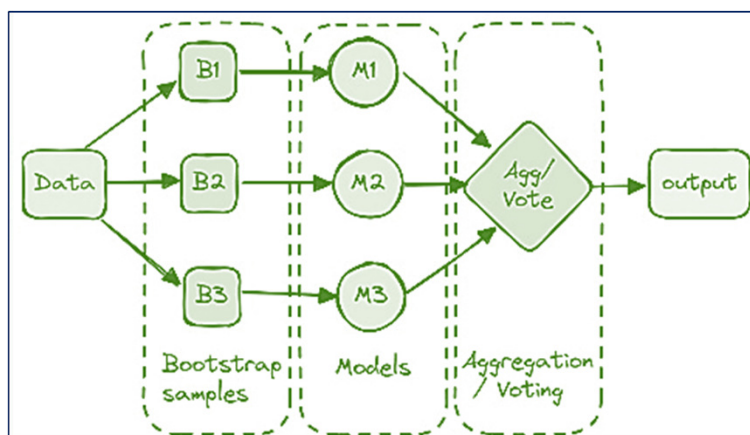 B1
M1
Data
B2
M2
Agg/
Vote
output
B3
M3
Bootstrap
samples
Models
Aggregation
/ Voting